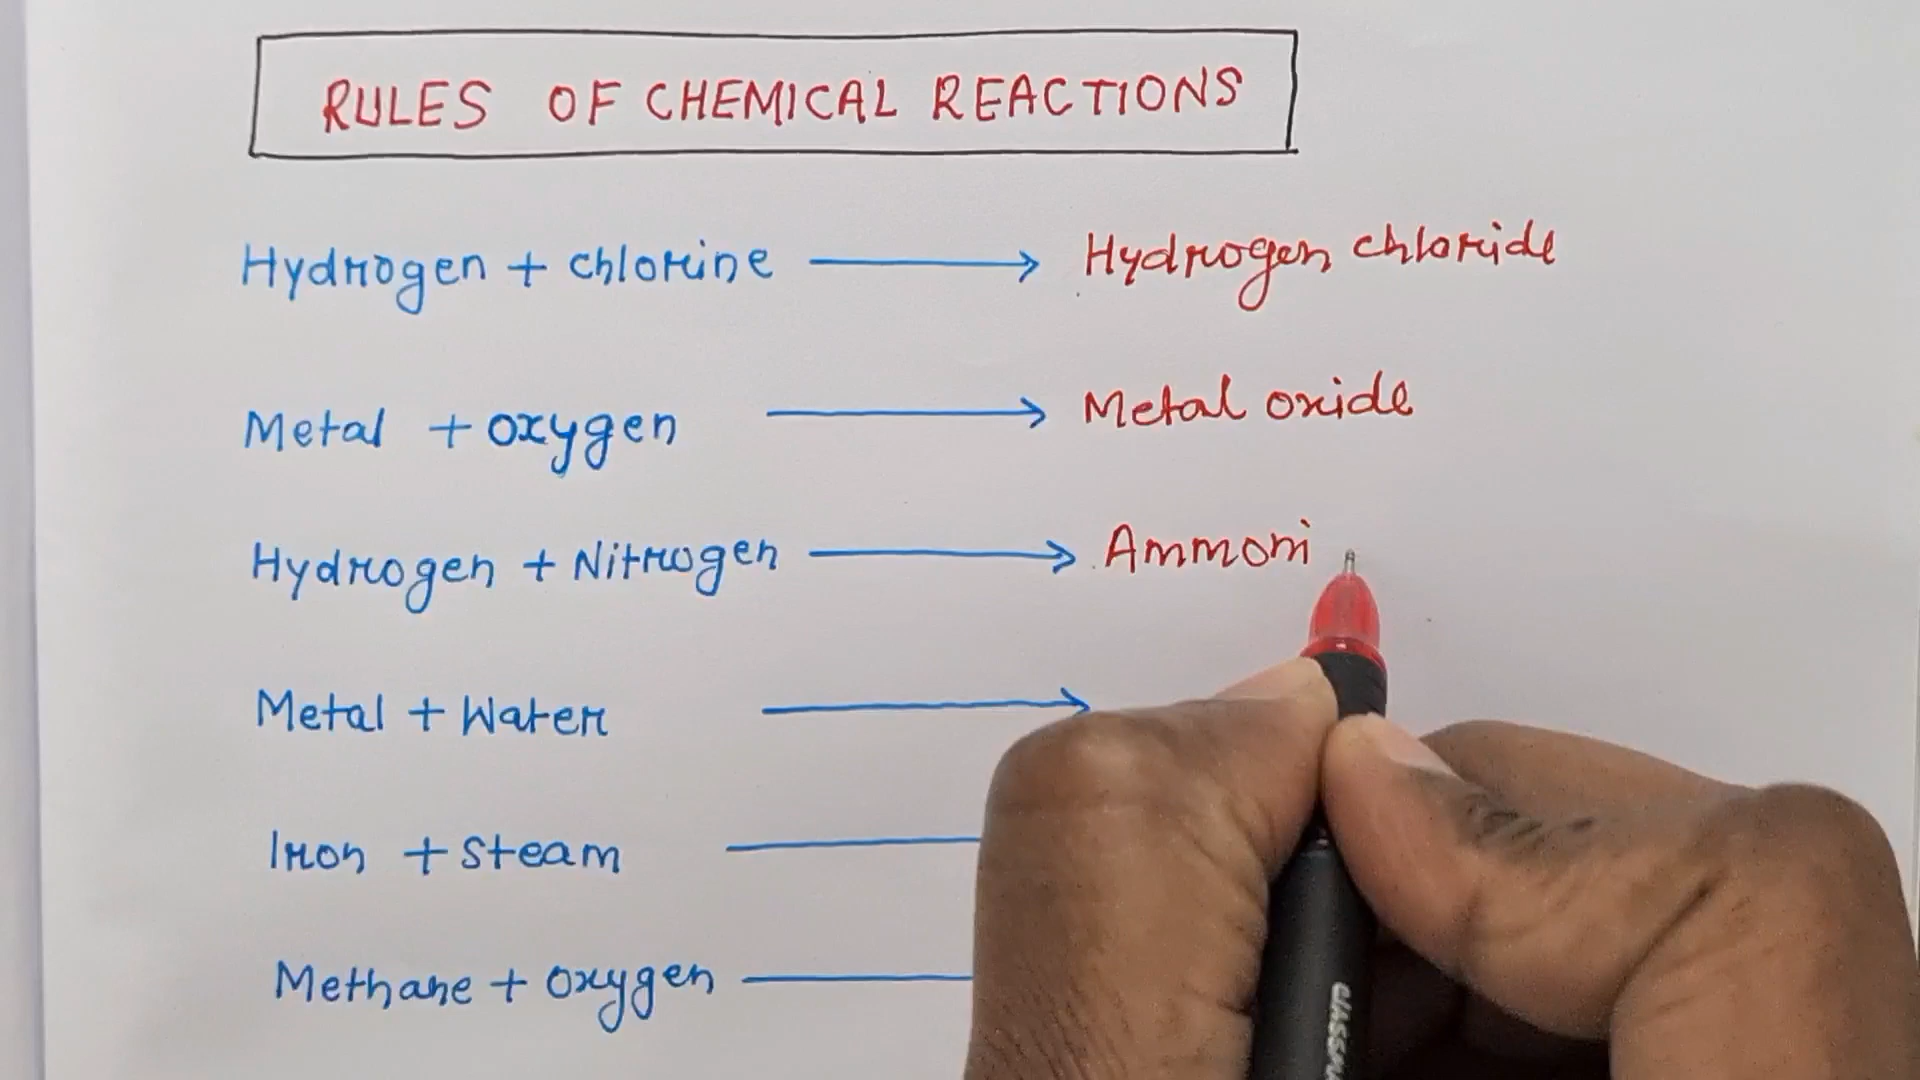 RULES OF CHEMICAL REACTIONS
Hydrogen + chlorine → Hydrogen chloride
Metal + oxygen → Metal oxide
Hydrogen + Nitrogen → Ammoni
Metal + Water →
Iron + steam
Methane + oxygen